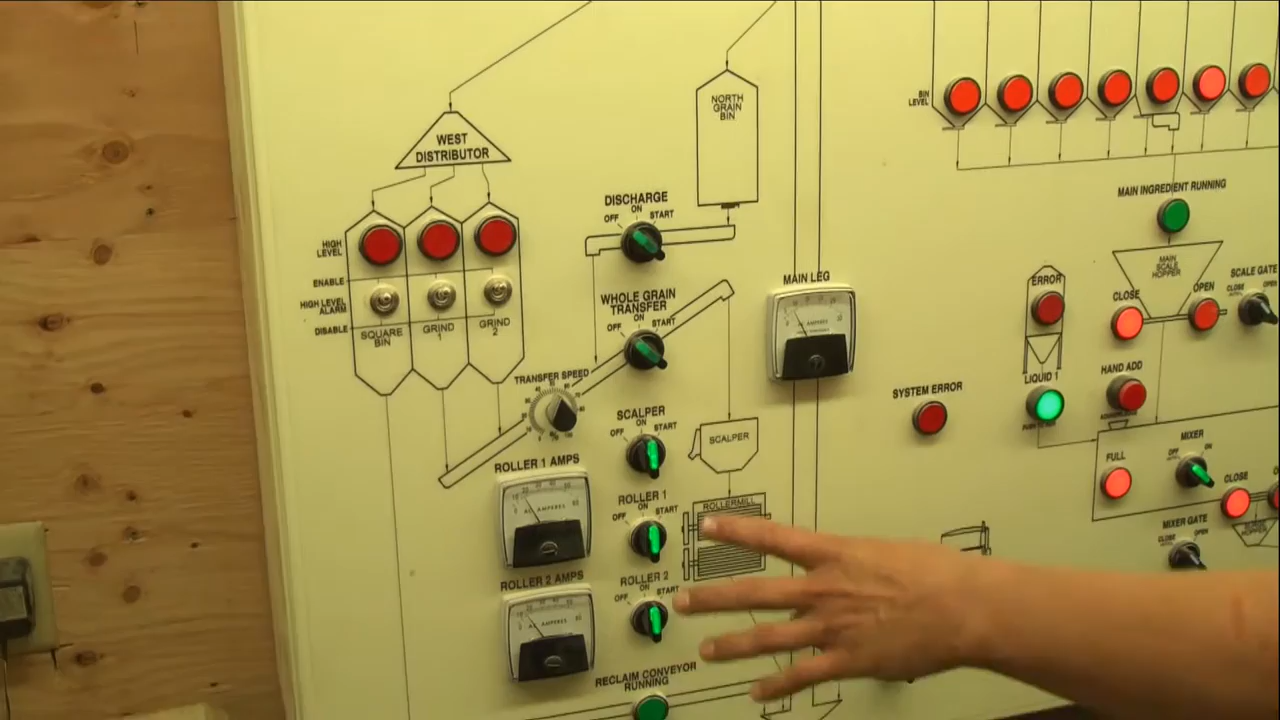 WEST
DISTRIBUTOR
NORTH
GRAIN
BIN
BIN
LEVEL
MAIN INGREDIENT RUNNING
MAIN
SCALE
HOPPER
SCALE GATE
CLOSE
OPEN
DISCHARGE
OFF
ON
START
HIGH
LEVEL
ENABLE
HIGH LEVEL
ALARM
DISABLE
SQUARE
BIN
GRIND
1
GRIND
2
WHOLE GRAIN
TRANSFER
OFF
ON
START
MAIN LEG
AMPERES
ERROR
CLOSE
OPEN
TRANSFER SPEED
SCALPER
OFF
ON
START
SCALPER
SYSTEM ERROR
LIQUID 1
HAND ADD
ROLLER 1 AMPS
AC AMPERES
ROLLER 1
OFF
ON
START
ROLLERMILL
FULL
MIXER
OFF
ON
CLOSE
MIXER GATE
CLOSE
OPEN
ROLLER 2 AMPS
AC AMPERES
ROLLER 2
OFF
ON
START
RECLAIM CONVEYOR
RUNNING